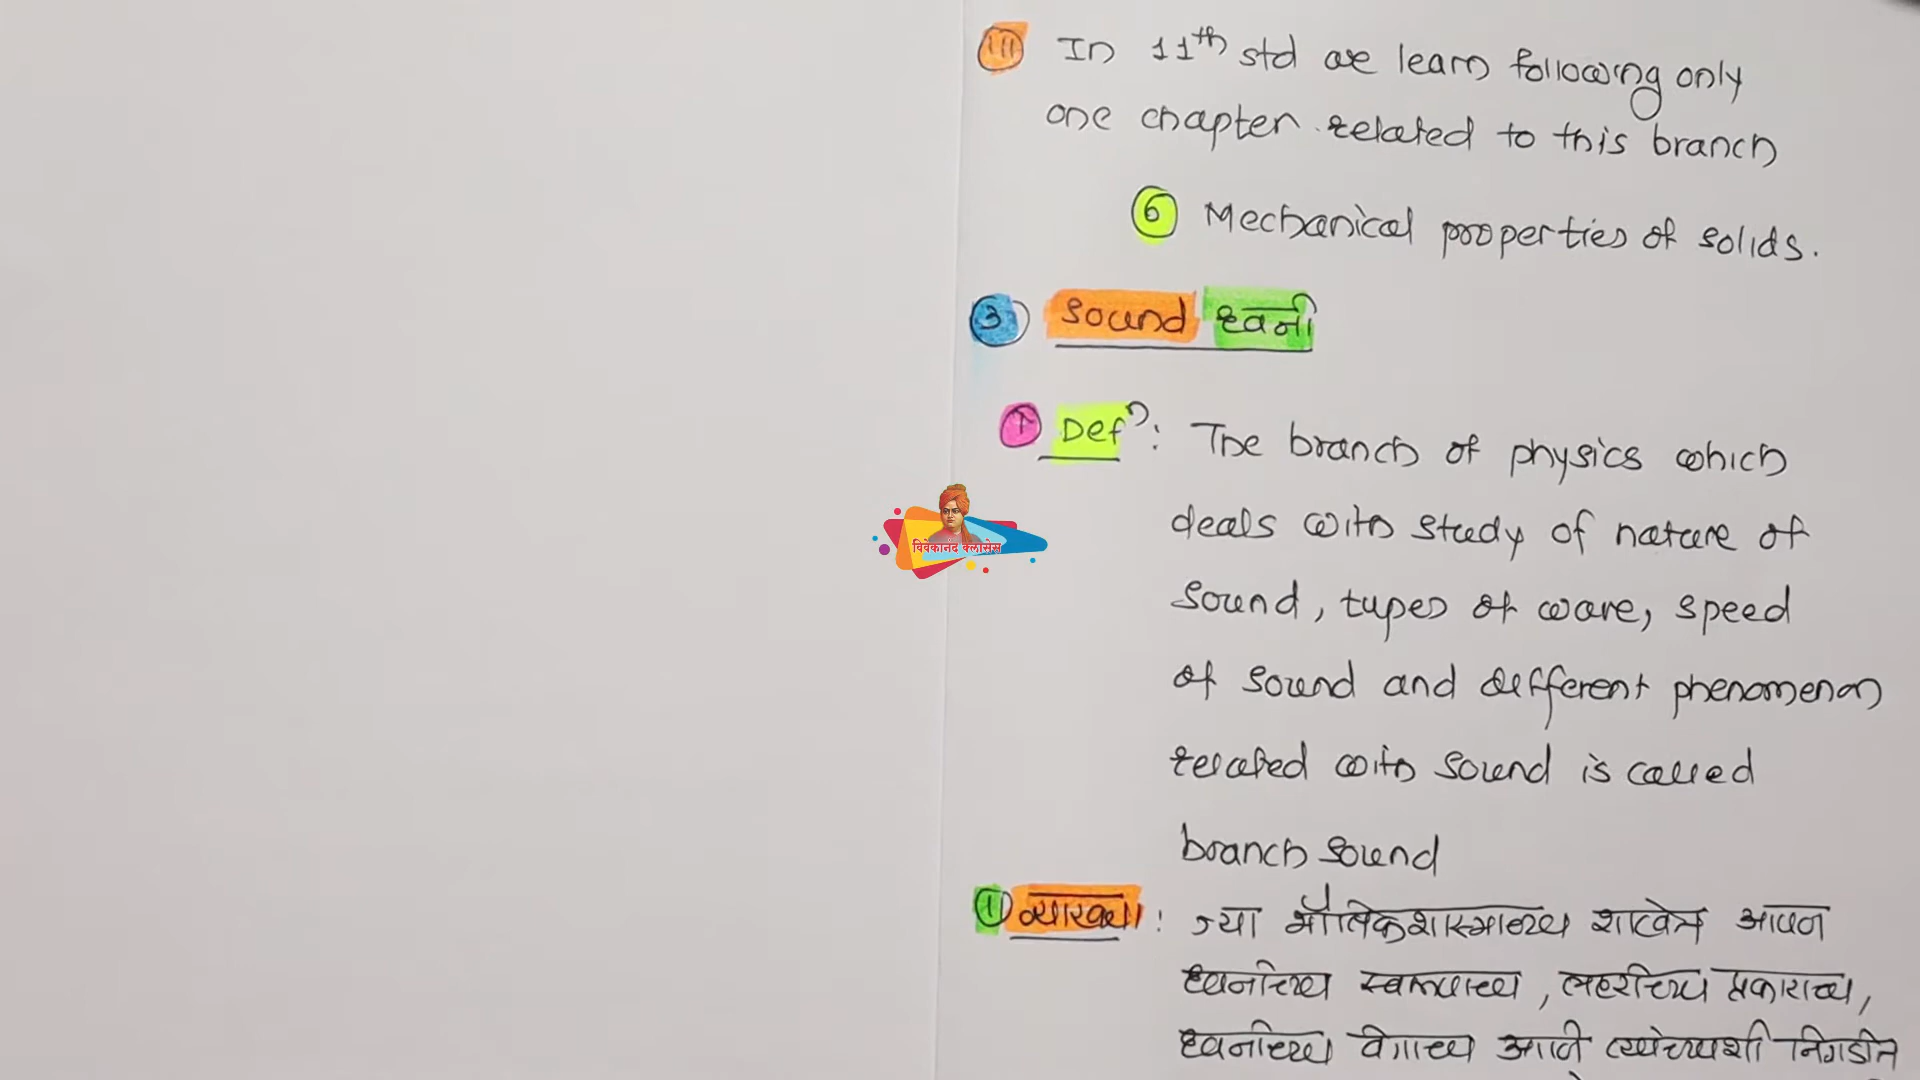 III In 11th std we learn following only
one chapter related to this branch
6 Mechanical properties of solids.
3 Sound ध्वनी
I Defn: The branch of physics which
deals with study of nature of
sound, types of wave, speed
of sound and different phenomenon
related with sound is called
branch sound
विवेकानंद क्लासेस
1 व्याख्या : ज्या भौतिकशास्त्राच्या शाखेत आपण
ध्वनीच्या स्वरूपाच्या, लहरीच्या प्रकाराच्या,
ध्वनीच्या वेगाच्या आणि त्याच्याशी निगडीत